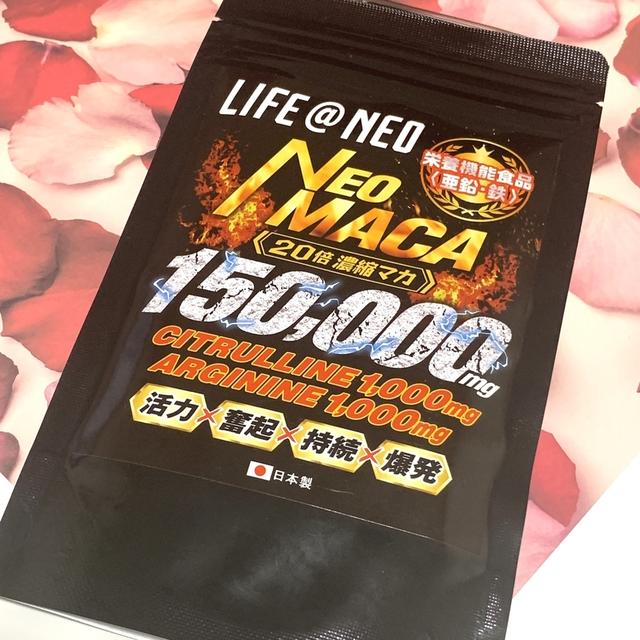 LIFE@NEO
栄養機能食品
〈亜鉛・鉄〉
NEO
MACA
20倍 濃縮マカ
150,000mg
CITRULLINE 1,000mg
ARGININE 1,000mg
活力×奮起×持続×爆発
日本製